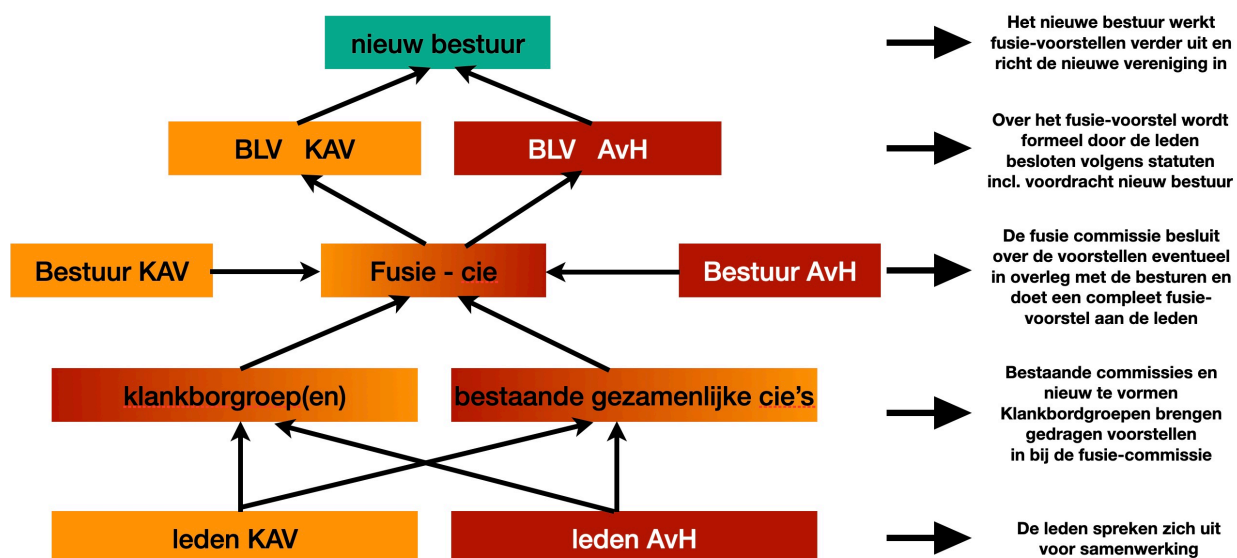 nieuw bestuur
Het nieuwe bestuur werkt
fusie-voorstellen verder uit en
richt de nieuwe vereniging in
BLV KAV
BLV AvH
Over het fusie-voorstel wordt
formeel door de leden
besloten volgens statuten
incl. voordracht nieuw bestuur
Bestuur KAV
Fusie - cie
Bestuur AvH
De fusie commissie besluit
over de voorstellen eventueel
in overleg met de besturen en
doet een compleet fusie-
voorstel aan de leden
klankborgroep(en)
bestaande gezamenlijke cie's
Bestaande commissies en
nieuw te vormen
Klankbordgroepen brengen
gedragen voorstellen
in bij de fusie-commissie
leden KAV
leden AvH
De leden spreken zich uit
voor samenwerking